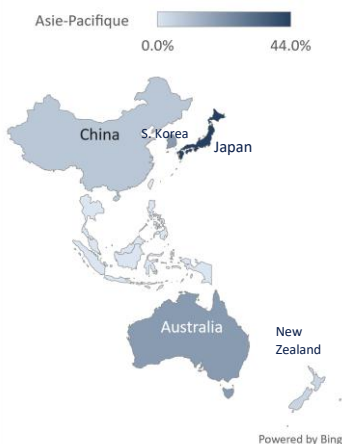 Asie-Pacifique
0.0% 44.0%
China
S. Korea
Japan
Australia
New
Zealand
Powered by Bing